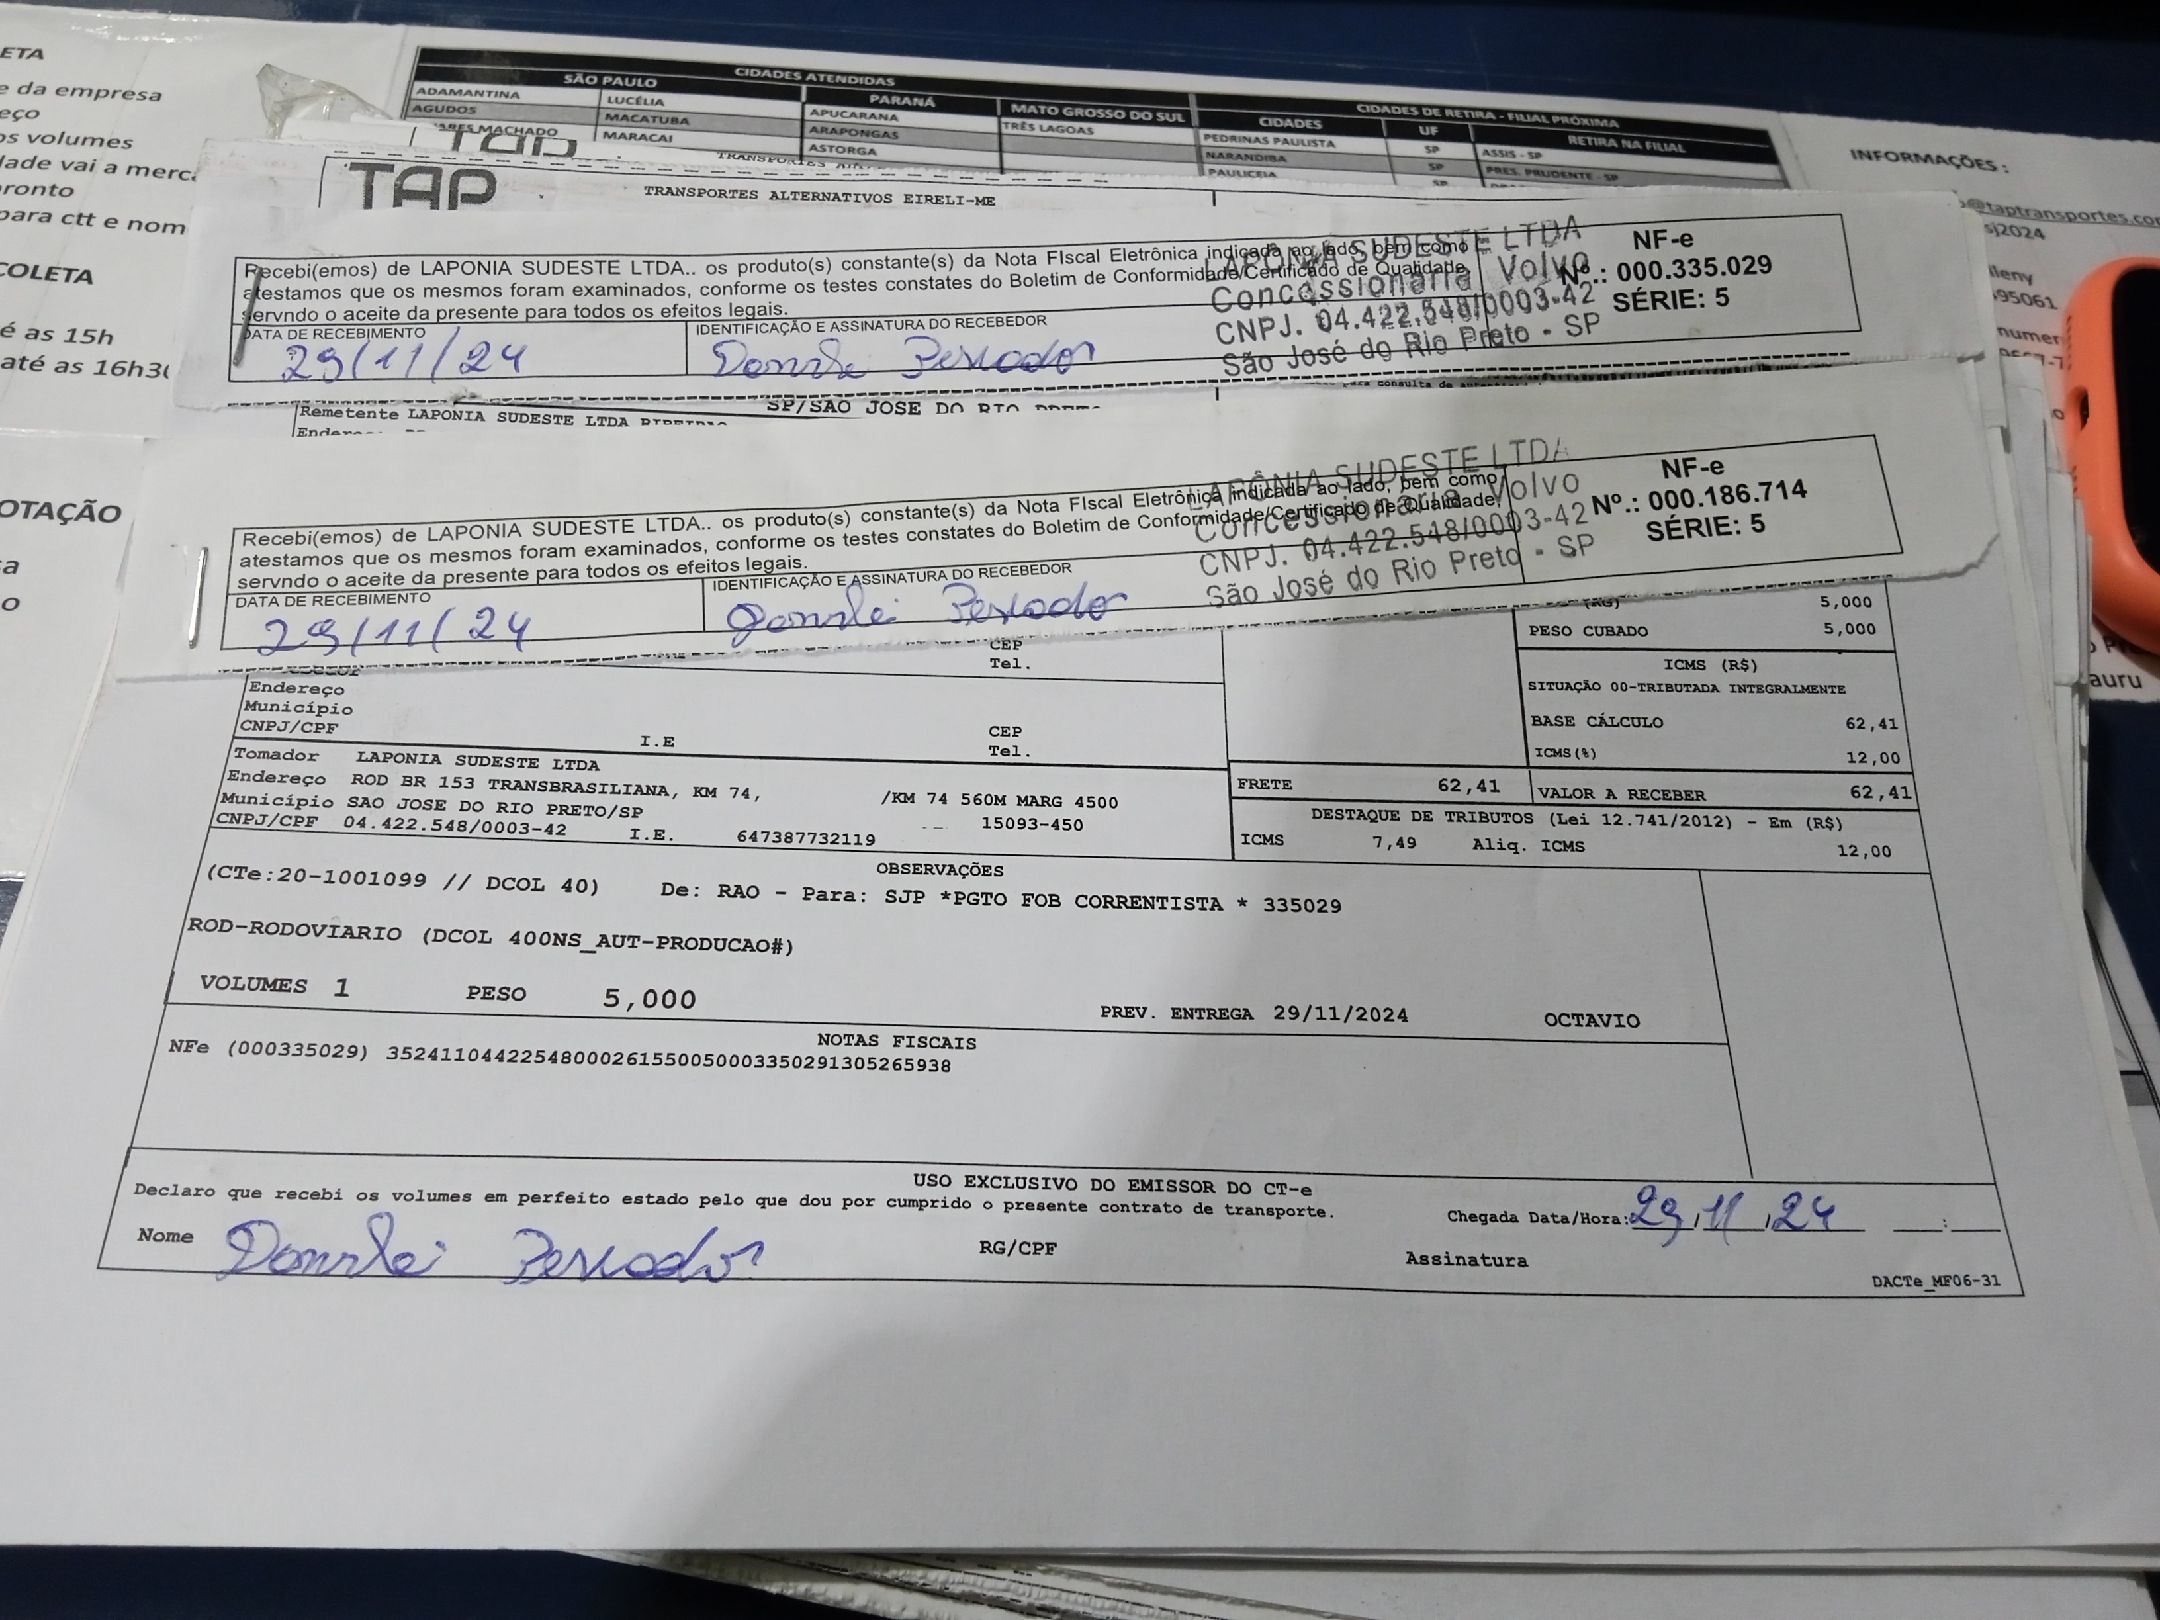 ETA
e da empresa
eço
os volumes
lade vai a merca
pronto
para ctt e nom
COLETA
é as 15h
até as 16h30
OTAÇÃO
CIDADES ATENDIDAS
SÃO PAULO
PARANÁ
MATO GROSSO DO SUL
ADAMANTINA LUCÉLIA APUCARANA TRÊS LAGOAS
AGUDOS MACATUBA ARAPONGAS
MACHADO MARACAI ASTORGA
CIDADES DE RETIRA - FILIAL PRÓXIMA
CIDADES UF RETIRA NA FILIAL
PEDRINAS PAULISTA SP ASSIS - SP
NARANDIBA SP PRES. PRUDENTE - SP
PAULICEIA SP
INFORMAÇÕES :
@taptransportes.com
2024
95061
auru
TAP
TRANSPORTES ALTERNATIVOS EIRELI-ME
Recebi(emos) de LAPONIA SUDESTE LTDA.. os produto(s) constante(s) da Nota FIscal Eletrônica indicada ao lado, bem como
atestamos que os mesmos foram examinados, conforme os testes constates do Boletim de Conformidade/Certificado de Qualidade,
servndo o aceite da presente para todos os efeitos legais.
DATA DE RECEBIMENTO
29/11/24
IDENTIFICAÇÃO E ASSINATURA DO RECEBEDOR
LAPÔNIA SUDESTE LTDA
Concessionaria Volvo
CNPJ. 04.422.548/0003-42
São José do Rio Preto - SP
NF-e
Nº.: 000.335.029
SÉRIE: 5
SP/SAO JOSE DO RIO
Remetente LAPONIA SUDESTE LTDA
Recebi(emos) de LAPONIA SUDESTE LTDA.. os produto(s) constante(s) da Nota FIscal Eletrônica indicada ao lado, bem como
atestamos que os mesmos foram examinados, conforme os testes constates do Boletim de Conformidade/Certificado de Qualidade,
servndo o aceite da presente para todos os efeitos legais.
DATA DE RECEBIMENTO
29/11/24
IDENTIFICAÇÃO E ASSINATURA DO RECEBEDOR
LAPÔNIA SUDESTE LTDA
Concessionaria Volvo
CNPJ. 04.422.548/0003-42
São José do Rio Preto - SP
NF-e
Nº.: 000.186.714
SÉRIE: 5
5,000
PESO CUBADO 5,000
CEP
Tel.
Endereço
Município
CNPJ/CPF I.E CEP
Tel.
ICMS (R$)
SITUAÇÃO 00-TRIBUTADA INTEGRALMENTE
BASE CÁLCULO 62,41
ICMS(%) 12,00
Tomador LAPONIA SUDESTE LTDA
Endereço ROD BR 153 TRANSBRASILIANA, KM 74, /KM 74 560M MARG 4500
Município SAO JOSE DO RIO PRETO/SP 15093-450
CNPJ/CPF 04.422.548/0003-42 I.E. 647387732119
FRETE 62,41 VALOR A RECEBER 62,41
DESTAQUE DE TRIBUTOS (Lei 12.741/2012) - Em (R$)
ICMS 7,49 Aliq. ICMS 12,00
OBSERVAÇÕES
(CTe:20-1001099 // DCOL 40) De: RAO - Para: SJP *PGTO FOB CORRENTISTA * 335029
ROD-RODOVIARIO (DCOL 400NS_AUT-PRODUCAO#)
VOLUMES 1 PESO 5,000 PREV. ENTREGA 29/11/2024 OCTAVIO
NOTAS FISCAIS
NFe (000335029) 35241104422548000261550050003350291305265938
USO EXCLUSIVO DO EMISSOR DO CT-e
Declaro que recebi os volumes em perfeito estado pelo que dou por cumprido o presente contrato de transporte.
Chegada Data/Hora: 29,11,24 __:__
Nome RG/CPF Assinatura
DACTe_MF06-31